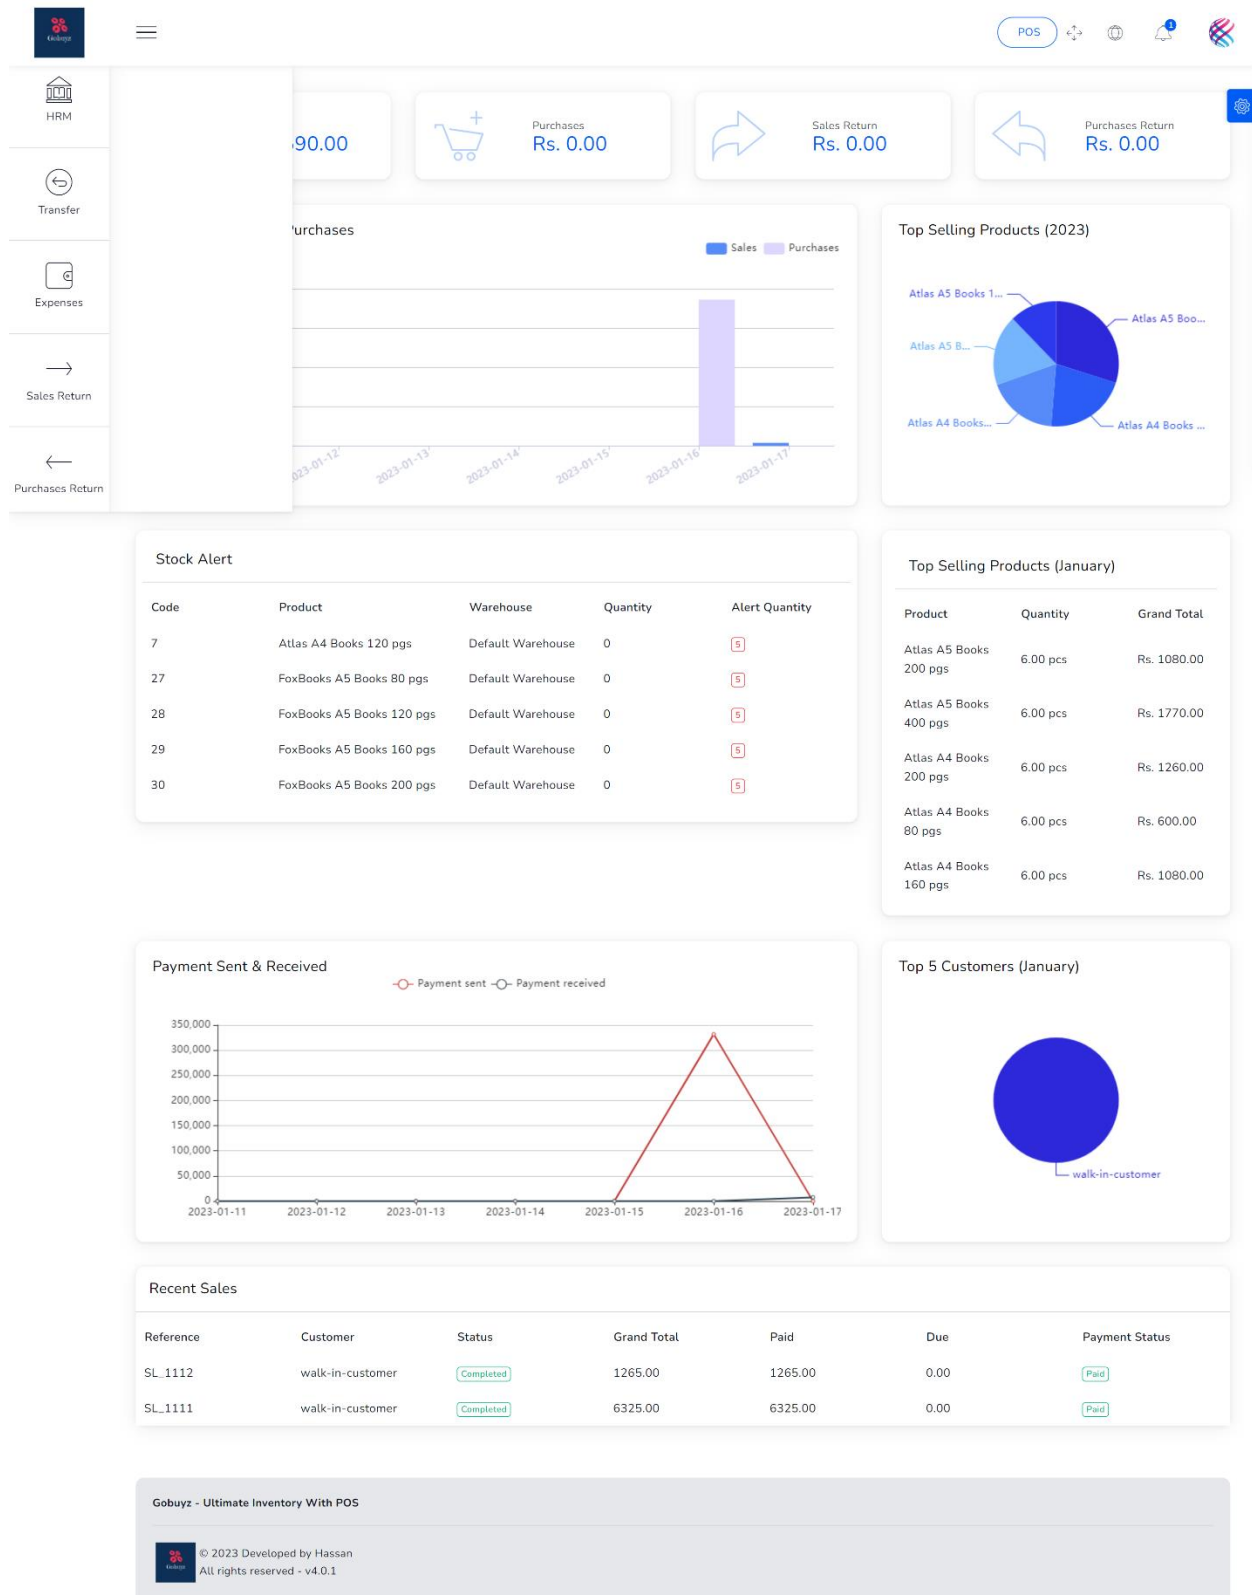 Gobuyz
POS
1
HRM
Transfer
Expenses
Sales Return
Purchases Return
90.00
Purchases
Rs. 0.00
Sales Return
Rs. 0.00
Purchases Return
Rs. 0.00
urchases
Sales Purchases
2023-01-13
2023-01-14
2023-01-15
2023-01-16
2023-01-17
Top Selling Products (2023)
Atlas A5 Books 1...
Atlas A5 Boo...
Atlas A5 B...
Atlas A4 Books...
Atlas A4 Books ...
Stock Alert
Code Product Warehouse Quantity Alert Quantity
7 Atlas A4 Books 120 pgs Default Warehouse 0 5
27 FoxBooks A5 Books 80 pgs Default Warehouse 0 5
28 FoxBooks A5 Books 120 pgs Default Warehouse 0 5
29 FoxBooks A5 Books 160 pgs Default Warehouse 0 5
30 FoxBooks A5 Books 200 pgs Default Warehouse 0 5
Top Selling Products (January)
Product Quantity Grand Total
Atlas A5 Books
200 pgs 6.00 pcs Rs. 1080.00
Atlas A5 Books
400 pgs 6.00 pcs Rs. 1770.00
Atlas A4 Books
200 pgs 6.00 pcs Rs. 1260.00
Atlas A4 Books
80 pgs 6.00 pcs Rs. 600.00
Atlas A4 Books
160 pgs 6.00 pcs Rs. 1080.00
Payment Sent & Received
Payment sent Payment received
350,000
300,000
250,000
200,000
150,000
100,000
50,000
0
2023-01-11 2023-01-12 2023-01-13 2023-01-14 2023-01-15 2023-01-16 2023-01-17
Top 5 Customers (January)
walk-in-customer
Recent Sales
Reference Customer Status Grand Total Paid Due Payment Status
SL_1112 walk-in-customer Completed 1265.00 1265.00 0.00 Paid
SL_1111 walk-in-customer Completed 6325.00 6325.00 0.00 Paid
Gobuyz - Ultimate Inventory With POS
Gobuyz
© 2023 Developed by Hassan
All rights reserved - v4.0.1